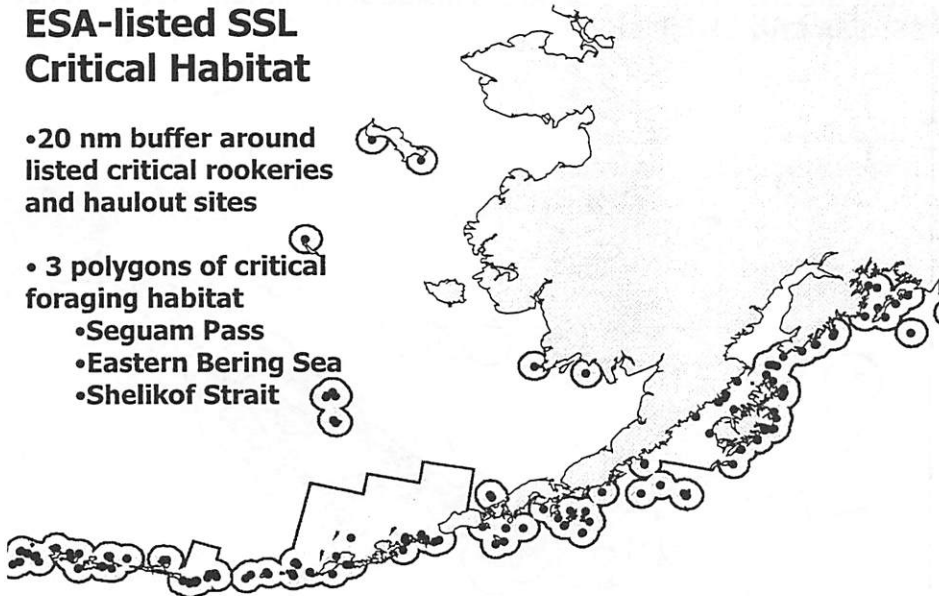 ESA-listed SSL
Critical Habitat
•20 nm buffer around
listed critical rookeries
and haulout sites
• 3 polygons of critical
foraging habitat
•Seguam Pass
•Eastern Bering Sea
•Shelikof Strait